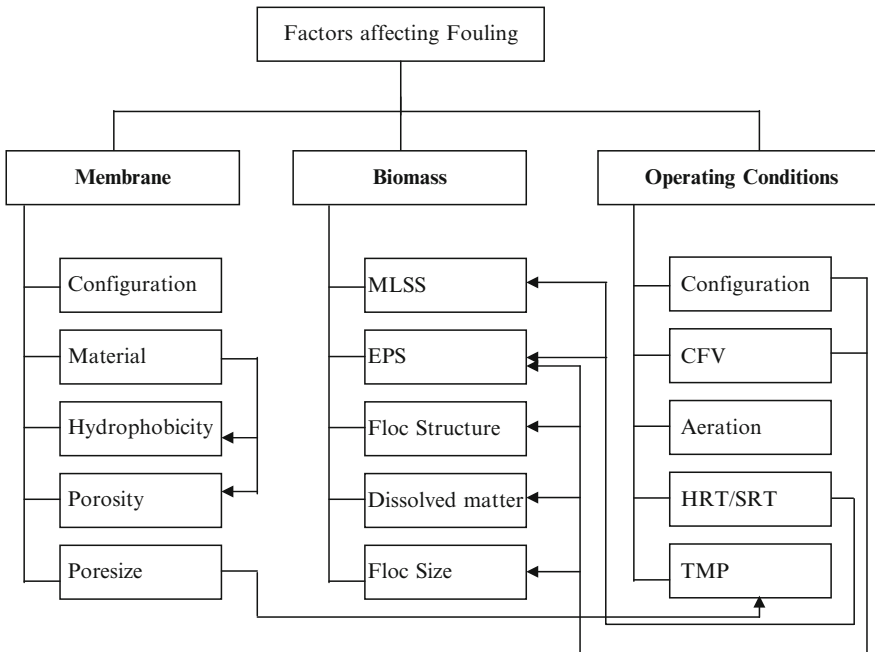 Factors affecting Fouling
Membrane
Biomass
Operating Conditions
Configuration
Material
Hydrophobicity
Porosity
Poresize
MLSS
EPS
Floc Structure
Dissolved matter
Floc Size
Configuration
CFV
Aeration
HRT/SRT
TMP